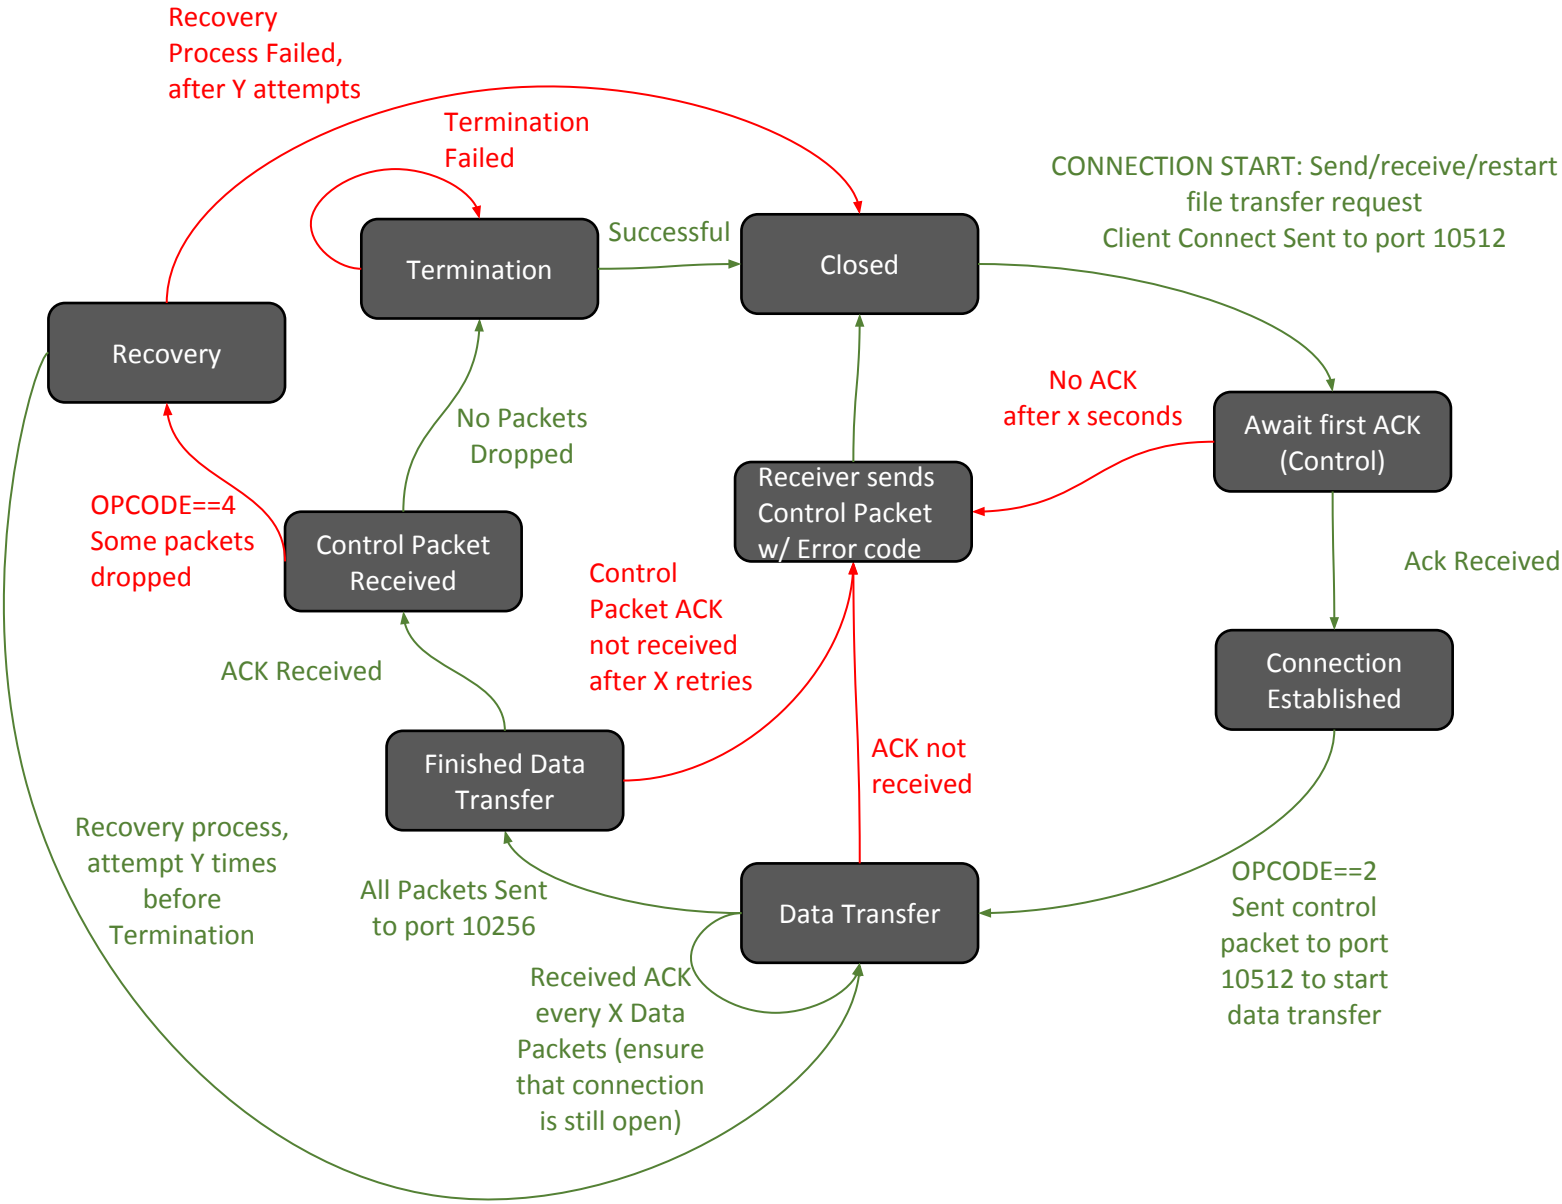 Recovery
Process Failed,
after Y attempts
Termination
Failed
CONNECTION START: Send/receive/restart
file transfer request
Client Connect Sent to port 10512
Successful
Termination
Closed
Recovery
No ACK
after x seconds
Await first ACK
(Control)
No Packets
Dropped
Receiver sends
Control Packet
w/ Error code
OPCODE==4
Some packets
dropped
Control Packet
Received
Ack Received
Control
Packet ACK
not received
after X retries
ACK Received
Connection
Established
Finished Data
Transfer
ACK not
received
Recovery process,
attempt Y times
before
Termination
All Packets Sent
to port 10256
Data Transfer
OPCODE==2
Sent control
packet to port
10512 to start
data transfer
Received ACK
every X Data
Packets (ensure
that connection
is still open)